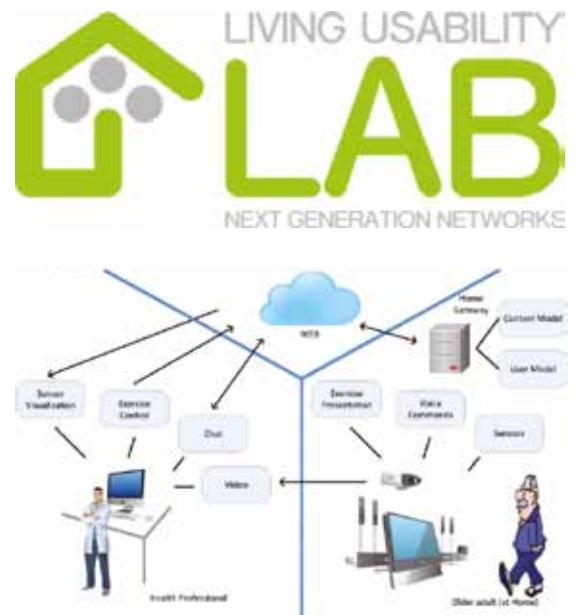 LIVING USABILITY
LAB
NEXT GENERATION NETWORKS
WEB
Home
Gateway
Context Model
User Model
Sensor
Visualization
Exercise
Control
Chat
Video
Exercise
Presentation
Voice
Commands
Sensors
Health Professional
Older adult (at Home)